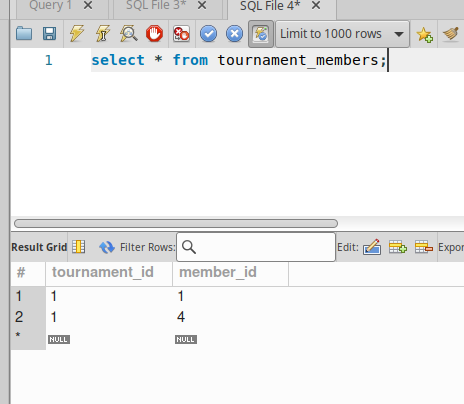 Query 1 SQL File 3* SQL File 4*
Limit to 1000 rows
1 select * from tournament_members;
Result Grid Filter Rows: Edit: Expor
# tournament_id member_id
1 1 1
2 1 4
* NULL NULL